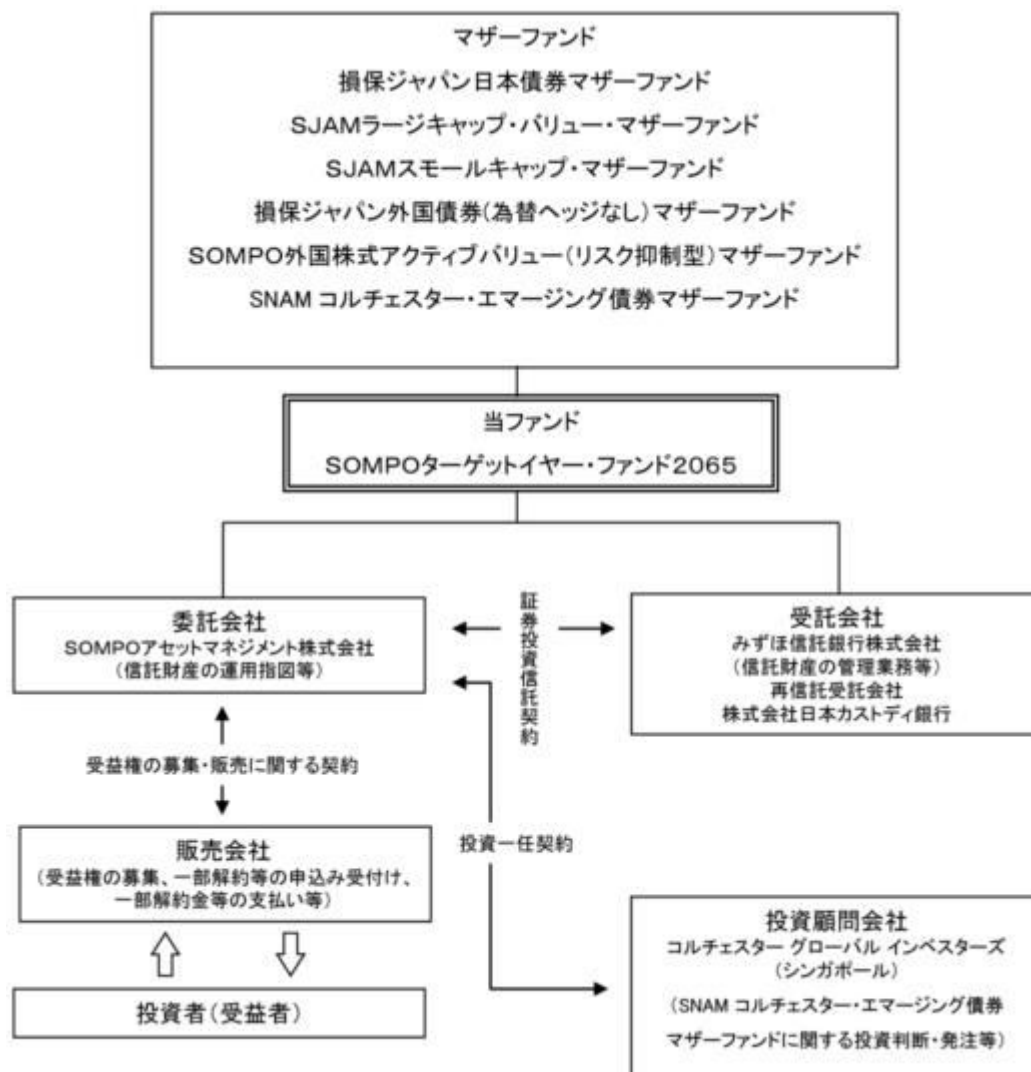 マザーファンド
損保ジャパン日本債券マザーファンド
SJAMラージキャップ・バリュー・マザーファンド
SJAMスモールキャップ・マザーファンド
損保ジャパン外国債券(為替ヘッジなし)マザーファンド
SOMPO外国株式アクティブバリュー(リスク抑制型)マザーファンド
SNAM コルチェスター・エマージング債券マザーファンド
当ファンド
SOMPOターゲットイヤー・ファンド2065
委託会社
SOMPOアセットマネジメント株式会社
(信託財産の運用指図等)
証券投資信託契約
受託会社
みずほ信託銀行株式会社
(信託財産の管理業務等)
再信託受託会社
株式会社日本カストディ銀行
受益権の募集・販売に関する契約
販売会社
(受益権の募集、一部解約等の申込み受付け、
一部解約金等の支払い等)
投資一任契約
投資者(受益者)
投資顧問会社
コルチェスター グローバル インベスターズ
(シンガポール)
(SNAM コルチェスター・エマージング債券
マザーファンドに関する投資判断・発注等)